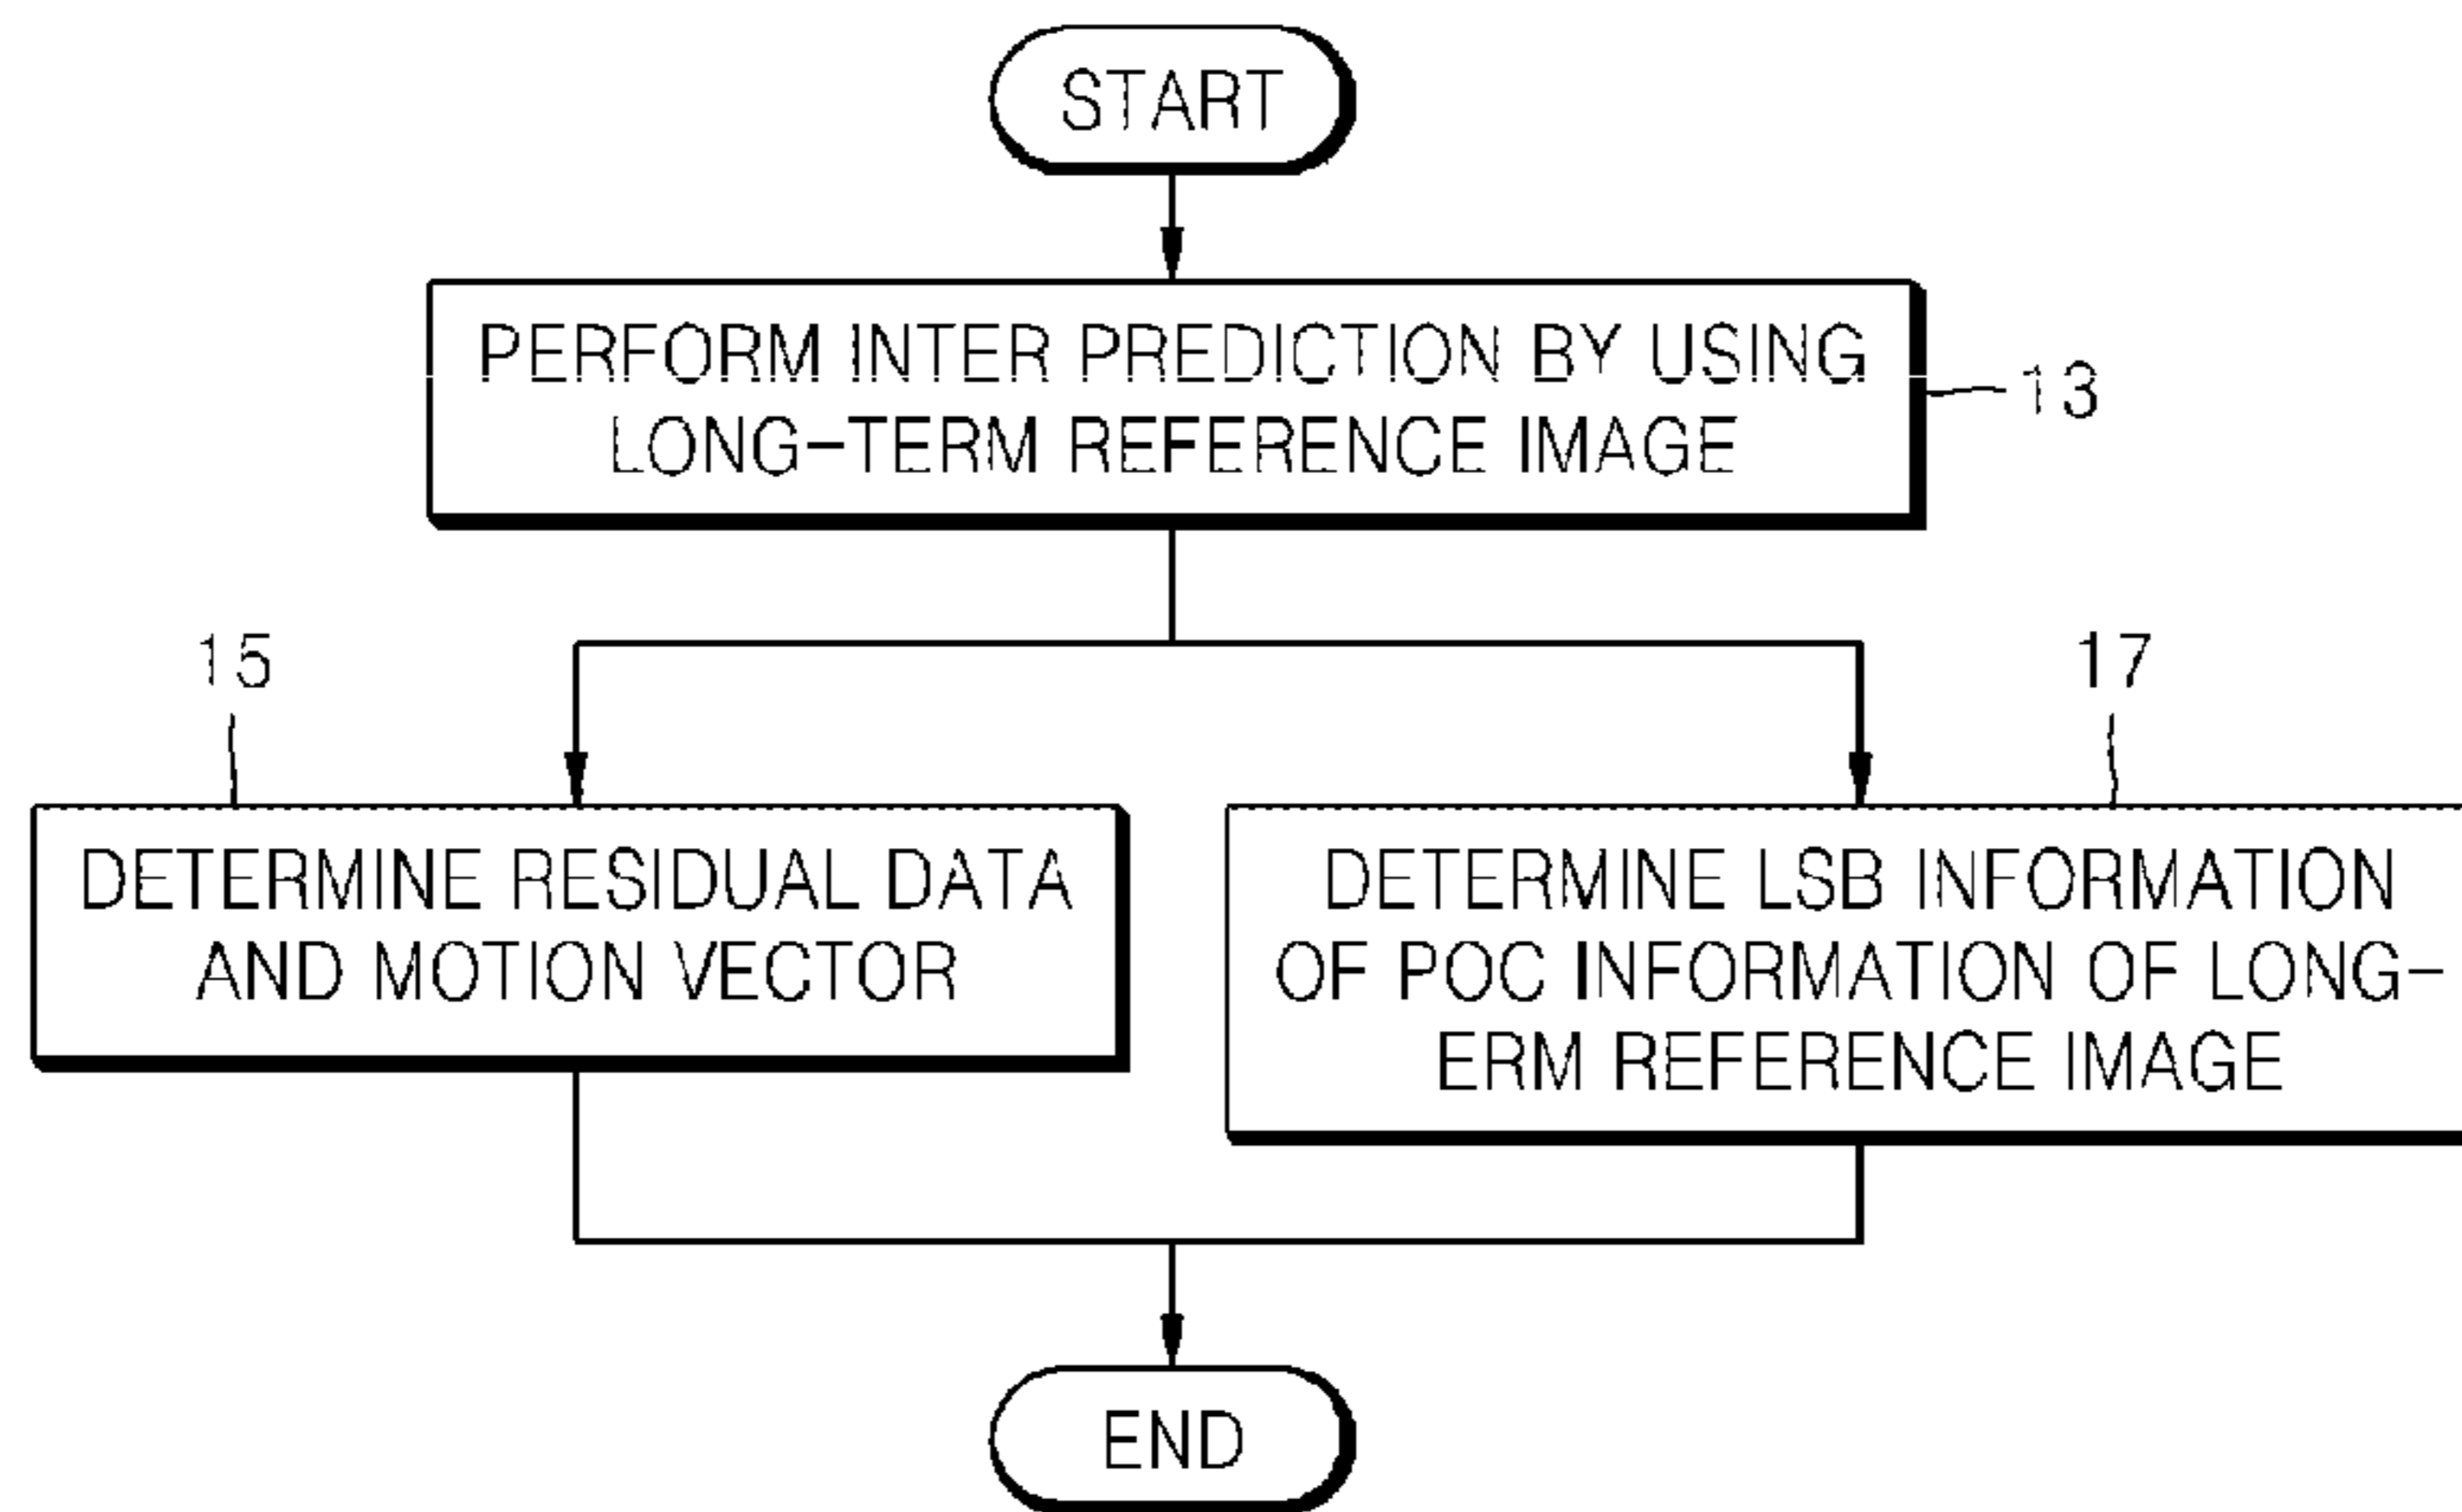 START
PERFORM INTER PREDICTION BY USING
LONG-TERM REFERENCE IMAGE
13
15
17
DETERMINE RESIDUAL DATA
AND MOTION VECTOR
DETERMINE LSB INFORMATION
OF POC INFORMATION OF LONG-
ERM REFERENCE IMAGE
END